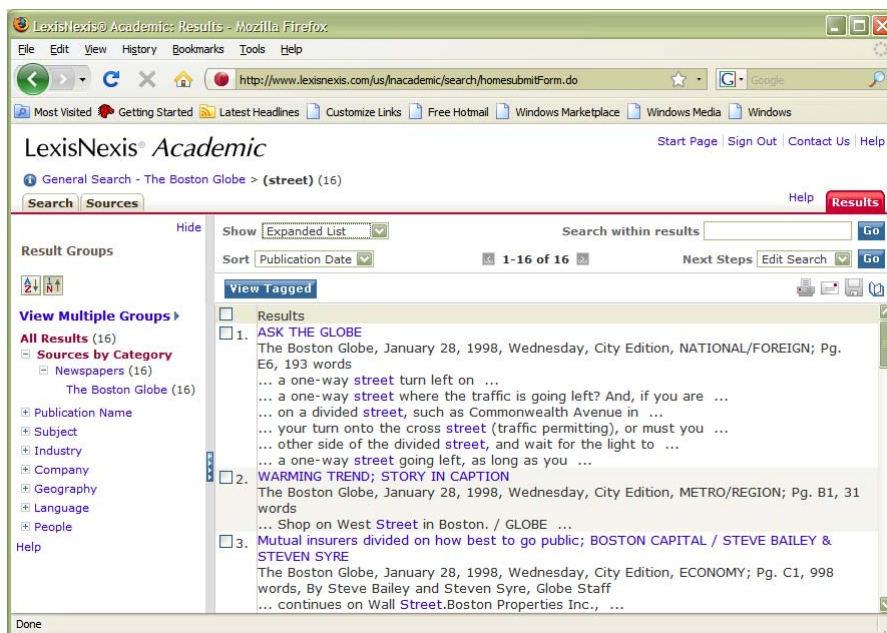 LexisNexis® Academic: Results - Mozilla Firefox
File Edit View History Bookmarks Tools Help
http://www.lexisnexis.com/us/lnacademic/search/homesubmitForm.do
G Google
Most Visited Getting Started Latest Headlines Customize Links Free Hotmail Windows Marketplace Windows Media Windows
LexisNexis® Academic
Start Page Sign Out Contact Us Help
General Search - The Boston Globe > (street) (16)
Search Sources
Help Results
Hide
Result Groups
View Multiple Groups
All Results (16)
Sources by Category
Newspapers (16)
The Boston Globe (16)
Publication Name
Subject
Industry
Company
Geography
Language
People
Help
Show Expanded List Search within results Go
Sort Publication Date 1-16 of 16 Next Steps Edit Search Go
View Tagged
Results
1. ASK THE GLOBE
The Boston Globe, January 28, 1998, Wednesday, City Edition, NATIONAL/FOREIGN; Pg.
E6, 193 words
... a one-way street turn left on ...
... a one-way street where the traffic is going left? And, if you are ...
... on a divided street, such as Commonwealth Avenue in ...
... your turn onto the cross street (traffic permitting), or must you ...
... other side of the divided street, and wait for the light to ...
... a one-way street going left, as long as you ...
2. WARMING TREND; STORY IN CAPTION
The Boston Globe, January 28, 1998, Wednesday, City Edition, METRO/REGION; Pg. B1, 31
words
... Shop on West Street in Boston. / GLOBE ...
3. Mutual insurers divided on how best to go public; BOSTON CAPITAL / STEVE BAILEY &
STEVEN SYRE
The Boston Globe, January 28, 1998, Wednesday, City Edition, ECONOMY; Pg. C1, 998
words, By Steve Bailey and Steven Syre, Globe Staff
... continues on Wall Street.Boston Properties Inc., ...
Done